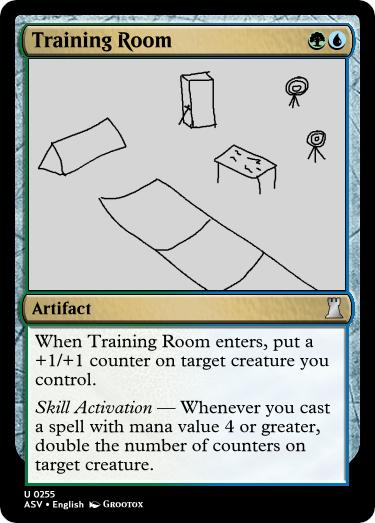 Training Room
Artifact
When Training Room enters, put a
+1/+1 counter on target creature you
control.
Skill Activation — Whenever you cast
a spell with mana value 4 or greater,
double the number of counters on
target creature.
U 0255
ASV • English Grootox